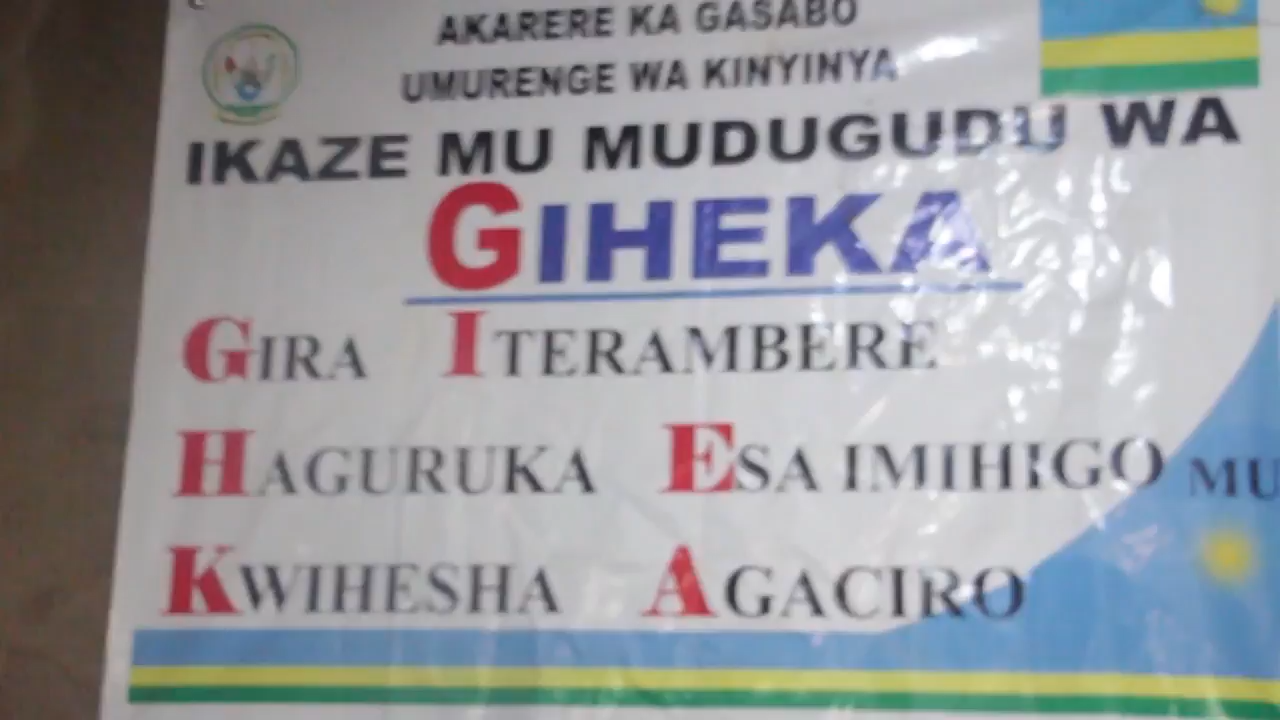 AKARERE KA GASABO
UMURENGE WA KINYINYA
IKAZE MU MUDUGUDU WA
GIHEKA
GIRA ITERAMBERE
HAGURUKA ESA IMIHIGO MU
KWIHESHA AGACIRO